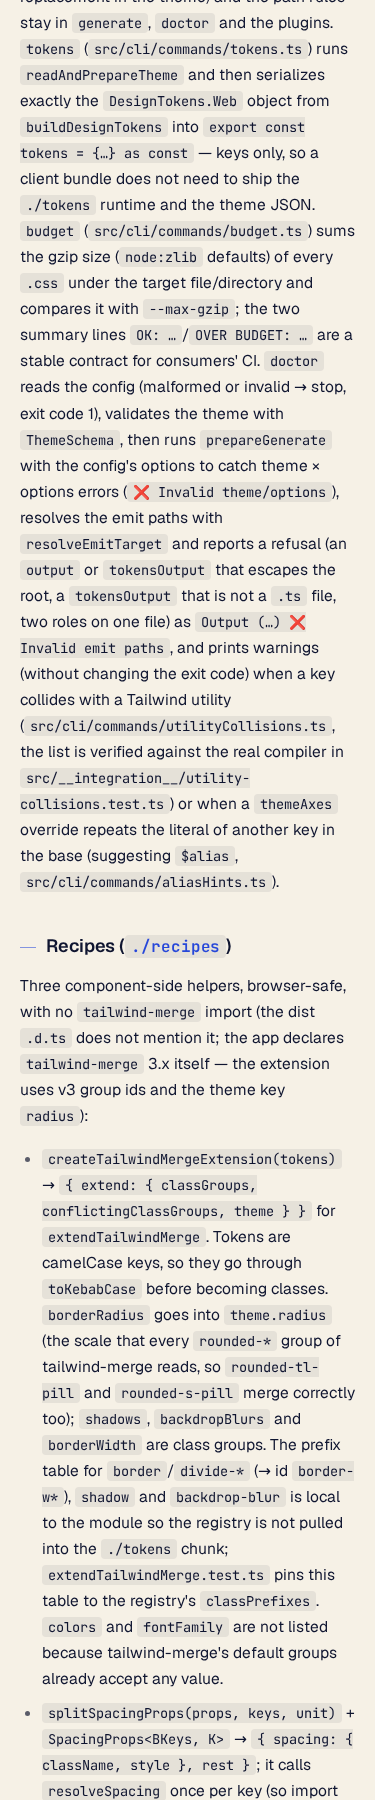 replacement in the theme) and the path rules
stay in generate, doctor and the plugins.
tokens (src/cli/commands/tokens.ts) runs
readAndPrepareTheme and then serializes
exactly the DesignTokens.Web object from
buildDesignTokens into export const
tokens = {…} as const — keys only, so a
client bundle does not need to ship the
./tokens runtime and the theme JSON.
budget (src/cli/commands/budget.ts) sums
the gzip size (node:zlib defaults) of every
.css under the target file/directory and
compares it with --max-gzip; the two
summary lines OK: … / OVER BUDGET: … are a
stable contract for consumers' CI. doctor
reads the config (malformed or invalid → stop,
exit code 1), validates the theme with
ThemeSchema, then runs prepareGenerate
with the config's options to catch theme ×
options errors (❌ Invalid theme/options),
resolves the emit paths with
resolveEmitTarget and reports a refusal (an
output or tokensOutput that escapes the
root, a tokensOutput that is not a .ts file,
two roles on one file) as Output (…) ❌
Invalid emit paths, and prints warnings
(without changing the exit code) when a key
collides with a Tailwind utility
(src/cli/commands/utilityCollisions.ts,
the list is verified against the real compiler in
src/__integration__/utility-
collisions.test.ts) or when a themeAxes
override repeats the literal of another key in
the base (suggesting $alias,
src/cli/commands/aliasHints.ts).
— Recipes (./recipes)
Three component-side helpers, browser-safe,
with no tailwind-merge import (the dist
.d.ts does not mention it; the app declares
tailwind-merge 3.x itself — the extension
uses v3 group ids and the theme key
radius):
• createTailwindMergeExtension(tokens)
→ { extend: { classGroups,
conflictingClassGroups, theme } } for
extendTailwindMerge. Tokens are
camelCase keys, so they go through
toKebabCase before becoming classes.
borderRadius goes into theme.radius
(the scale that every rounded-* group of
tailwind-merge reads, so rounded-tl-
pill and rounded-s-pill merge correctly
too); shadows, backdropBlurs and
borderWidth are class groups. The prefix
table for border/divide-* (→ id border-
w*), shadow and backdrop-blur is local
to the module so the registry is not pulled
into the ./tokens chunk;
extendTailwindMerge.test.ts pins this
table to the registry's classPrefixes.
colors and fontFamily are not listed
because tailwind-merge's default groups
already accept any value.
• splitSpacingProps(props, keys, unit) +
SpacingProps<BKeys, K> → { spacing: {
className, style }, rest }; it calls
resolveSpacing once per key (so import